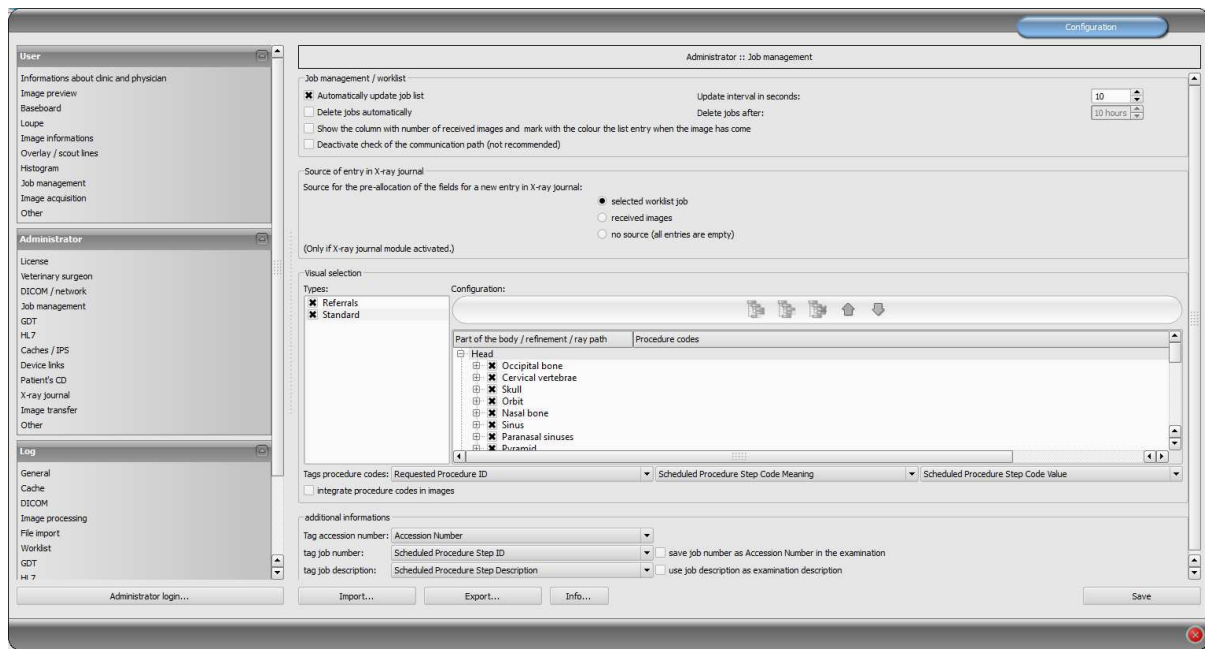 Configuration
User
Informations about clinic and physician
Image preview
Baseboard
Loupe
Image informations
Overlay / scout lines
Histogram
Job management
Image acquisition
Other
Administrator
License
Veterinary surgeon
DICOM / network
Job management
GDT
HL7
Caches / IPS
Device links
Patient's CD
X-ray journal
Image transfer
Other
Log
General
Cache
DICOM
Image processing
File import
Worklist
GDT
HL7
Administrator login...
Administrator :: Job management
Job management / worklist
Automatically update job list Update interval in seconds: 10
Delete jobs automatically Delete jobs after: 10 hours
Show the column with number of received images and mark with the colour the list entry when the image has come
Deactivate check of the communication path (not recommended)
Source of entry in X-ray journal
Source for the pre-allocation of the fields for a new entry in X-ray journal:
selected worklist job
received images
no source (all entries are empty)
(Only if X-ray journal module activated.)
Visual selection
Types: Configuration:
Referrals
Standard
Part of the body / refinement / ray path Procedure codes
Head
Occipital bone
Cervical vertebrae
Skull
Orbit
Nasal bone
Sinus
Paranasal sinuses
Pyramid
Tags procedure codes: Requested Procedure ID Scheduled Procedure Step Code Meaning Scheduled Procedure Step Code Value
integrate procedure codes in images
additional informations
Tag accession number: Accession Number
tag job number: Scheduled Procedure Step ID save job number as Accession Number in the examination
tag job description: Scheduled Procedure Step Description use job description as examination description
Import... Export... Info... Save